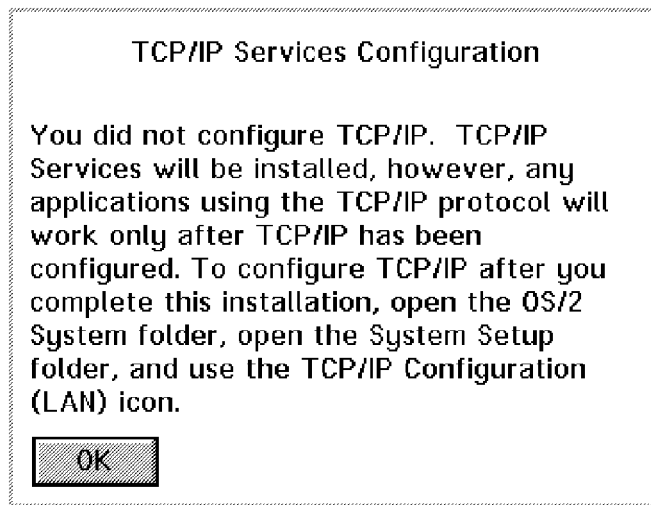 TCP/IP Services Configuration
You did not configure TCP/IP.  TCP/IP
Services will be installed, however, any
applications using the TCP/IP protocol will
work only after TCP/IP has been
configured. To configure TCP/IP after you
complete this installation, open the OS/2
System folder, open the System Setup
folder, and use the TCP/IP Configuration
(LAN) icon.
OK